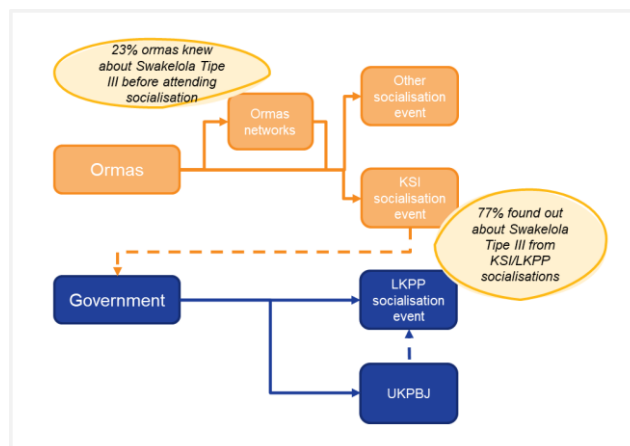 23% ormas knew
about Swakelola Tipe
III before attending
socialisation
Other
socialisation
event
Ormas
networks
Ormas
KSI
socialisation
event
77% found out
about Swakelola
Tipe III from
KSI/LKPP
socialisations
Government
LKPP
socialisation
event
UKPBJ